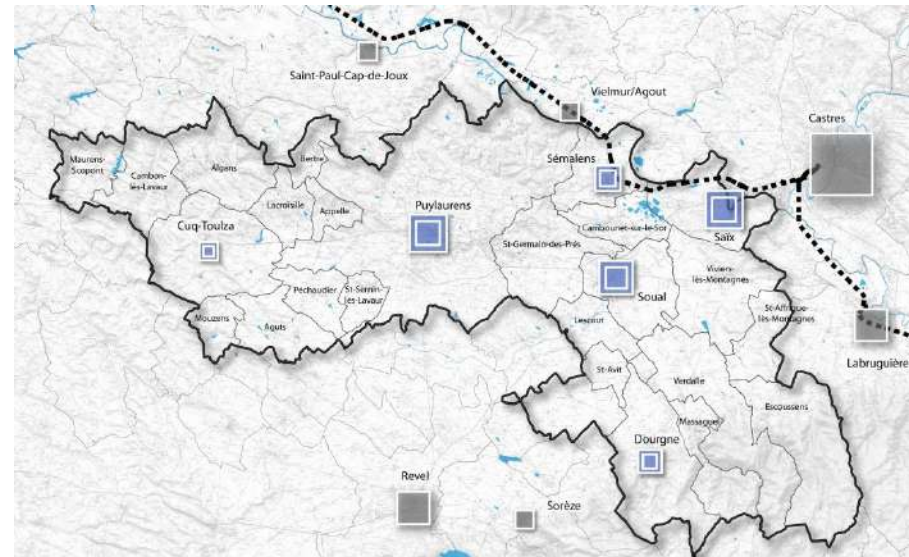 Saint-Paul-Cap-de-Joux
Vielmur/Agout
Castres
Maurens-
Scopont
Cambon-
lès-Lavaur
Algans
Bertre
Sémalens
Lacroisille
Appelle
Puylaurens
Saïx
Cambounet-sur-le-Sor
Cuq-Toulza
St-Germain-des-Prés
Viviers-
lès-Montagnes
Péchaudier
St-Sernin-
lès-Lavaur
Soual
Mouzens
Aguts
Lescout
St-Affrique-
lès-Montagnes
Labruguière
St-Avit
Verdalle
Escoussens
Massaguel
Dourgne
Revel
Sorèze